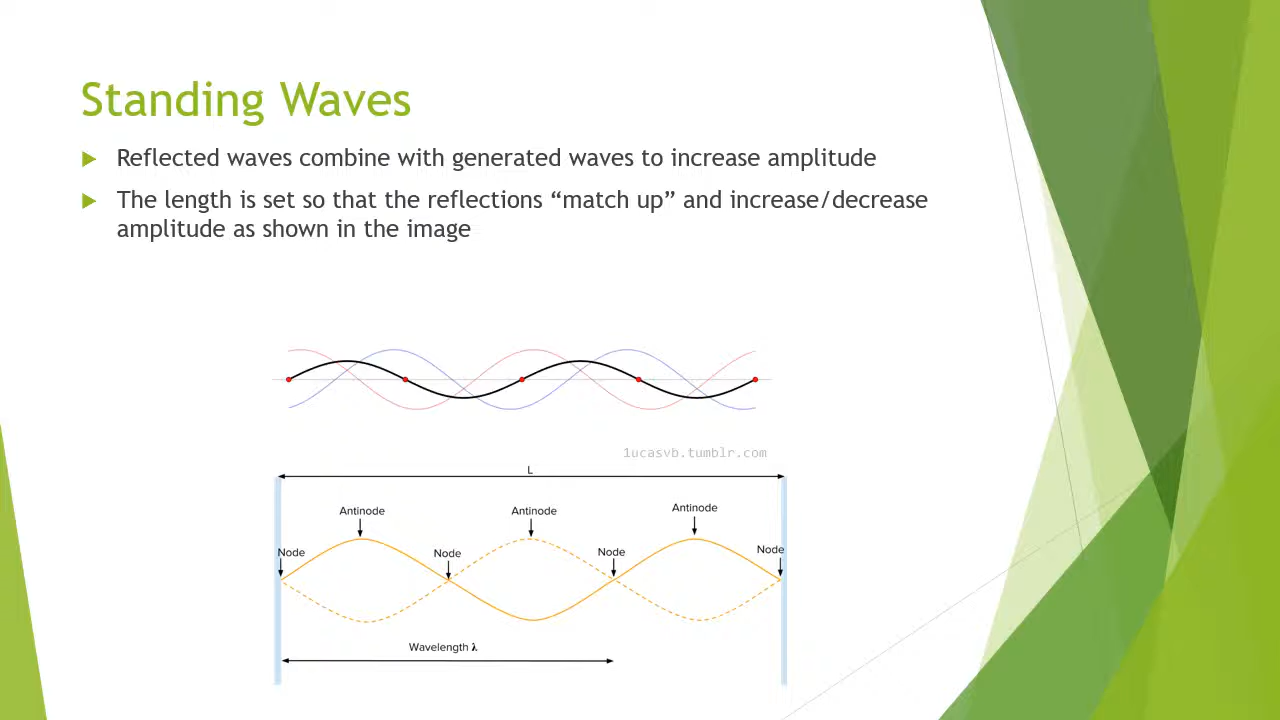 Standing Waves
Reflected waves combine with generated waves to increase amplitude
The length is set so that the reflections “match up” and increase/decrease
amplitude as shown in the image
1ucasvb.tumblr.com
L
Antinode
Antinode
Antinode
Node
Node
Node
Node
Wavelength λ